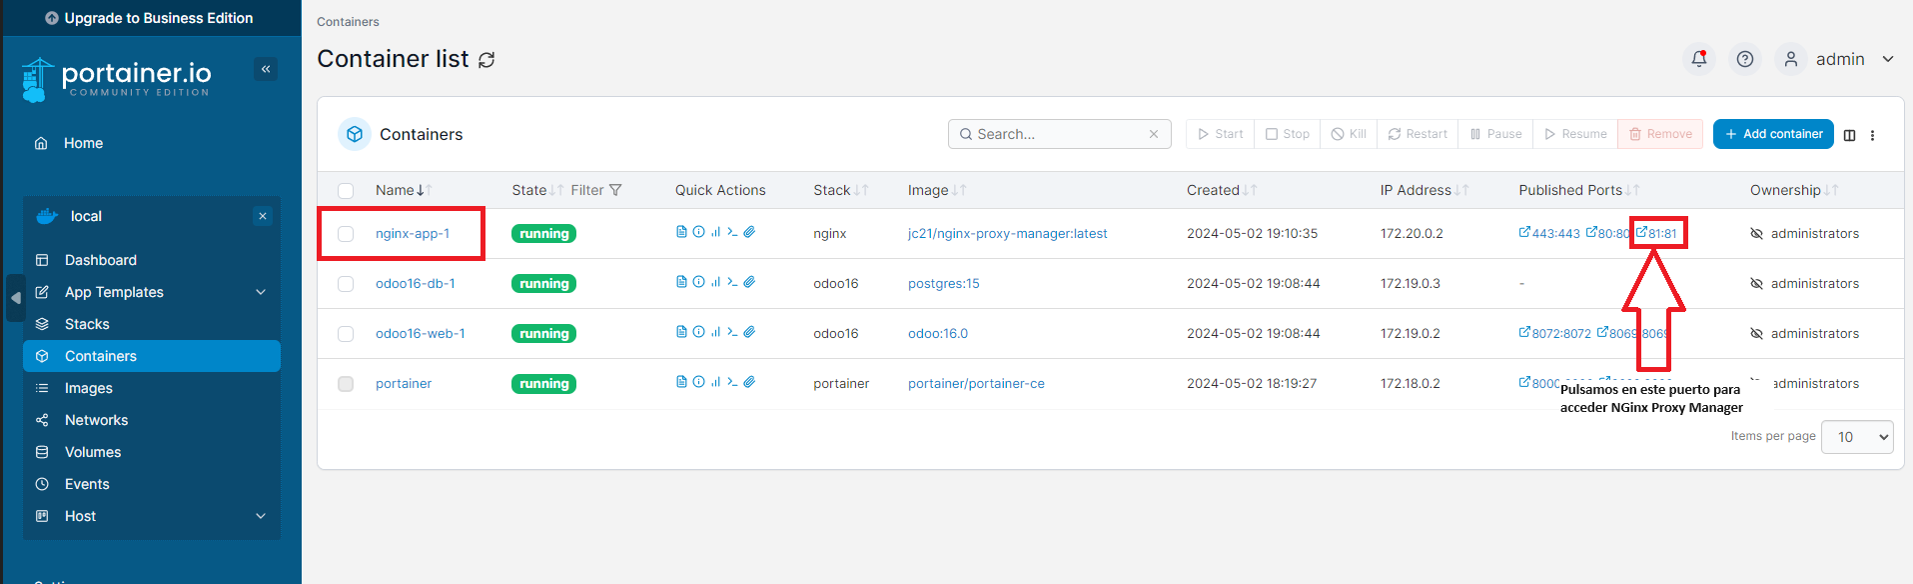 Upgrade to Business Edition
portainer.io
COMMUNITY EDITION
Home
local
Dashboard
App Templates
Stacks
Containers
Images
Networks
Volumes
Events
Host
Containers
Container list
admin
Containers
Search...
Start
Stop
Kill
Restart
Pause
Resume
Remove
+ Add container
Name State Filter Quick Actions Stack Image Created IP Address Published Ports Ownership
nginx-app-1 running nginx jc21/nginx-proxy-manager:latest 2024-05-02 19:10:35 172.20.0.2 443:443 80:80 81:81 administrators
odoo16-db-1 running odoo16 postgres:15 2024-05-02 19:08:44 172.19.0.3 - administrators
odoo16-web-1 running odoo16 odoo:16.0 2024-05-02 19:08:44 172.19.0.2 8072:8072 8069:8069 administrators
portainer running portainer portainer/portainer-ce 2024-05-02 18:19:27 172.18.0.2 administrators
Pulsamos en este puerto para
acceder NGinx Proxy Manager
Items per page 10